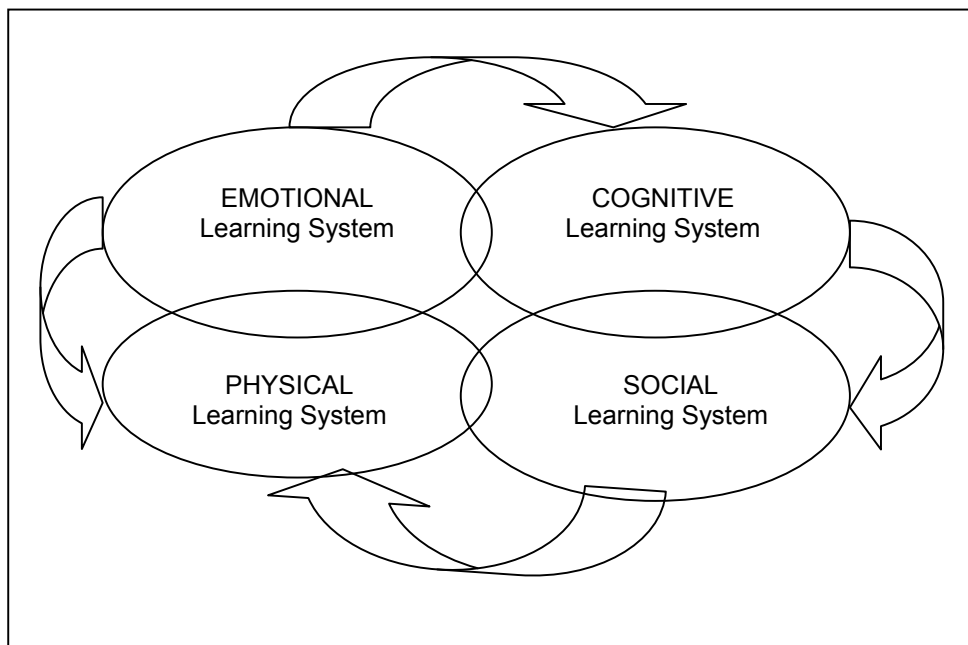 EMOTIONAL
Learning System
COGNITIVE
Learning System
PHYSICAL
Learning System
SOCIAL
Learning System